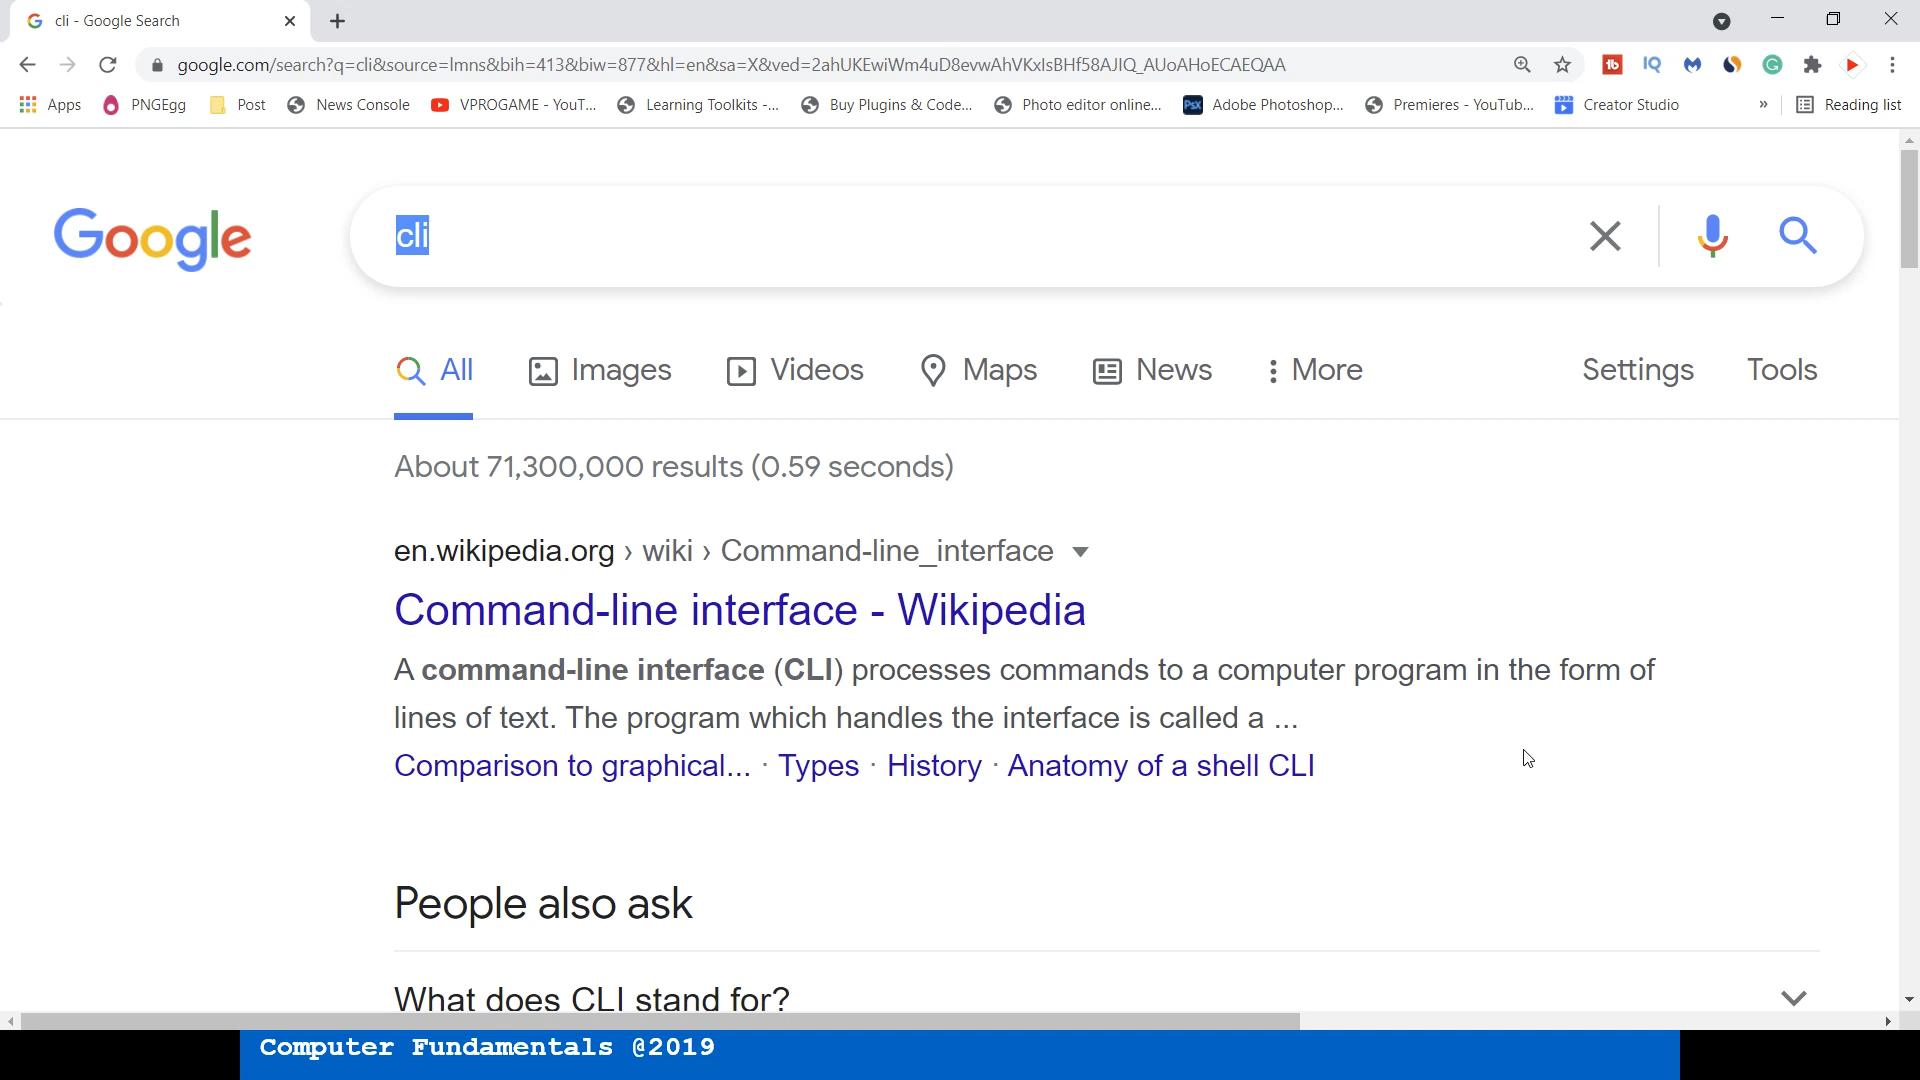 cli - Google Search
google.com/search?q=cli&source=lmns&bih=413&biw=877&hl=en&sa=X&ved=2ahUKEwiWm4uD8evwAhVKxIsBHf58AJIQ_AUoAHoECAEQAA
Apps PNGEgg Post News Console VPROGAME - YouT... Learning Toolkits -... Buy Plugins & Code... Photo editor online... Adobe Photoshop... Premieres - YouTub... Creator Studio » Reading list
Google cli
All Images Videos Maps News More Settings Tools
About 71,300,000 results (0.59 seconds)
en.wikipedia.org › wiki › Command-line_interface
Command-line interface - Wikipedia
A command-line interface (CLI) processes commands to a computer program in the form of
lines of text. The program which handles the interface is called a ...
Comparison to graphical... · Types · History · Anatomy of a shell CLI
People also ask
What does CLI stand for?
Computer Fundamentals @2019